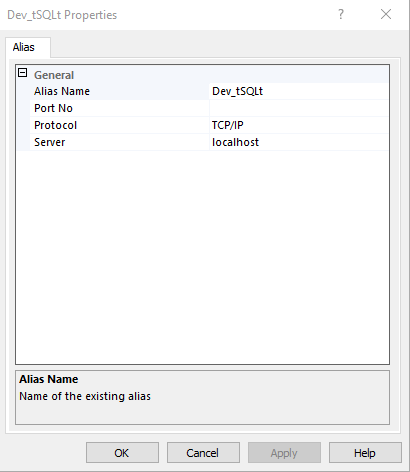 Dev_tSQLt Properties
?
Alias
General
Alias Name Dev_tSQLt
Port No
Protocol TCP/IP
Server localhost
Alias Name
Name of the existing alias
OK Cancel Apply Help